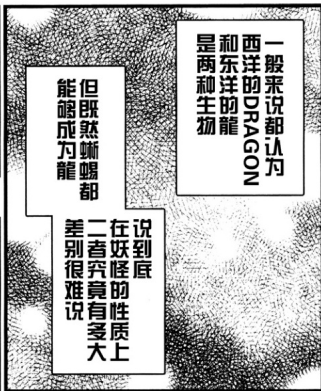 一般来说都认为
西洋的DRAGON
和东洋的龍
是两种生物
但既然蜥蜴都
能够成为龍
说到底
在妖怪的性质上
二者究竟有多大
差别很难说